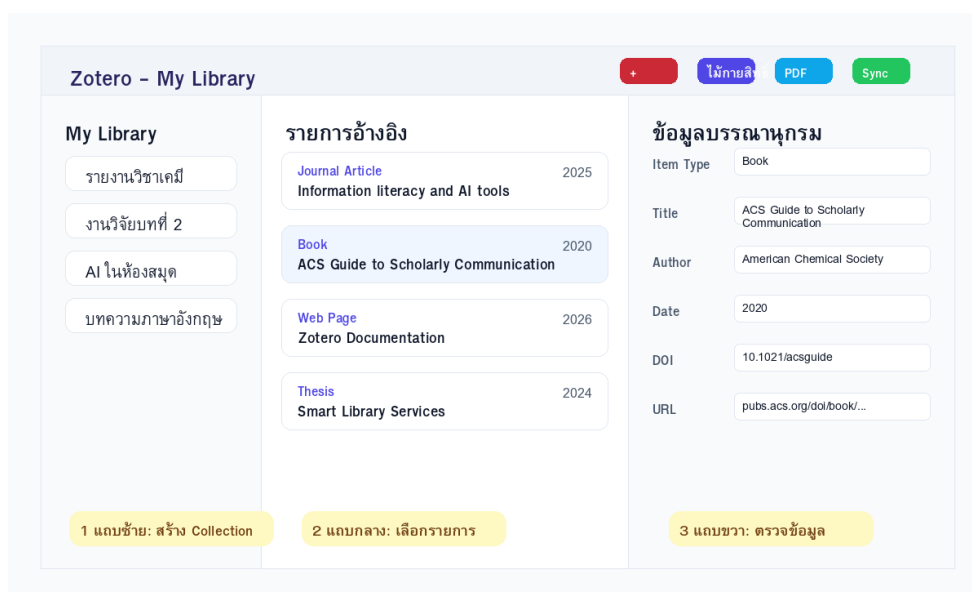 Zotero - My Library
+
ไม้กายสิทธิ์
PDF
Sync
My Library
รายงานวิชาเคมี
งานวิจัยบทที่ 2
AI ในห้องสมุด
บทความภาษาอังกฤษ
รายการอ้างอิง
Journal Article 2025
Information literacy and AI tools
Book 2020
ACS Guide to Scholarly Communication
Web Page 2026
Zotero Documentation
Thesis 2024
Smart Library Services
ข้อมูลบรรณานุกรม
Item Type Book
Title ACS Guide to Scholarly
Communication
Author American Chemical Society
Date 2020
DOI 10.1021/acsguide
URL pubs.acs.org/doi/book/...
1 แถบซ้าย: สร้าง Collection
2 แถบกลาง: เลือกรายการ
3 แถบขวา: ตรวจข้อมูล